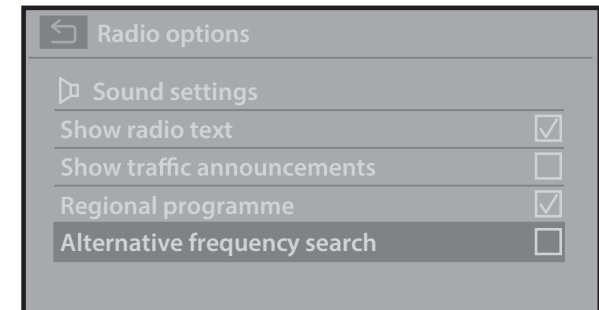 Radio options
Sound settings
Show radio text
Show traffic announcements
Regional programme
Alternative frequency search